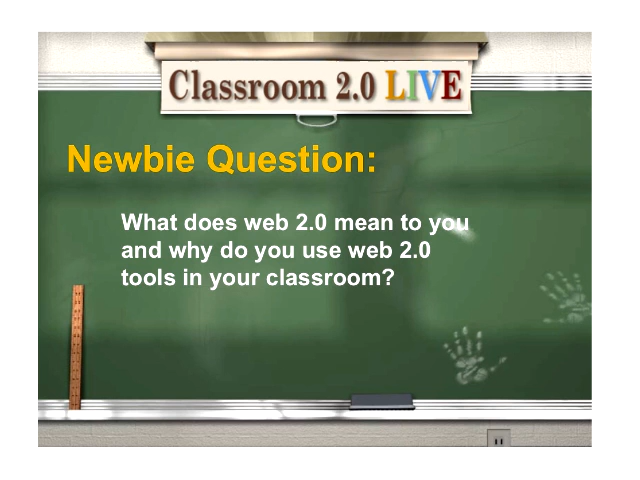 Classroom 2.0 LIVE
Newbie Question:
What does web 2.0 mean to you
and why do you use web 2.0
tools in your classroom?